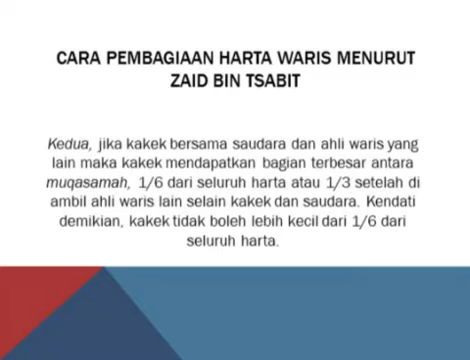 CARA PEMBAGIAAN HARTA WARIS MENURUT
ZAID BIN TSABIT
Kedua, jika kakek bersama saudara dan ahli waris yang
lain maka kakek mendapatkan bagian terbesar antara
muqasamah, 1/6 dari seluruh harta atau 1/3 setelah di
ambil ahli waris lain selain kakek dan saudara. Kendati
demikian, kakek tidak boleh lebih kecil dari 1/6 dari
seluruh harta.